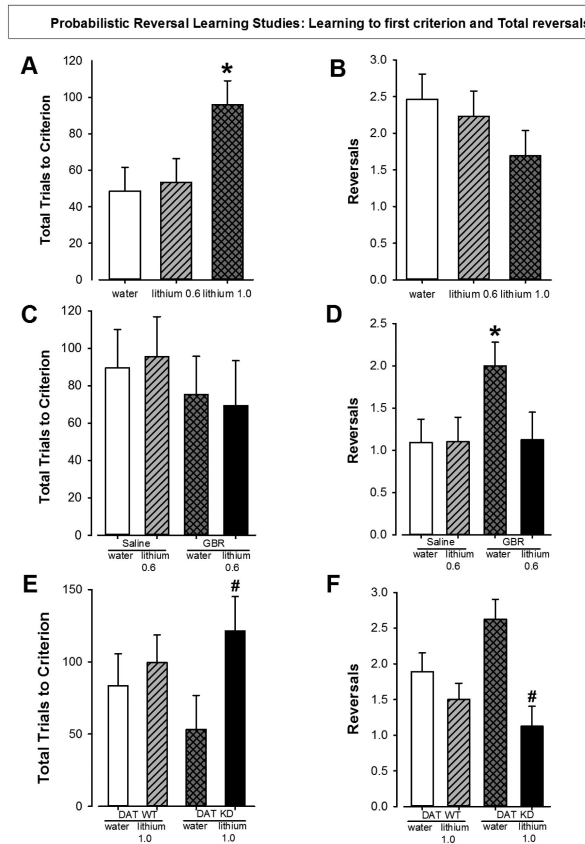 Probabilistic Reversal Learning Studies: Learning to first criterion and Total reversals
A
Total Trials to Criterion
120
100
80
60
40
20
0
*
water lithium 0.6 lithium 1.0
B
Reversals
3.0
2.5
2.0
1.5
1.0
0.5
0.0
water lithium 0.6 lithium 1.0
C
Total Trials to Criterion
120
100
80
60
40
20
0
Saline GBR
water lithium water lithium
0.6 0.6
D
Reversals
2.5
2.0
1.5
1.0
0.5
0.0
*
Saline GBR
water lithium water lithium
0.6 0.6
E
Total Trials to Criterion
150
100
50
0
#
DAT WT DAT KD
water lithium water lithium
1.0 1.0
F
Reversals
3.0
2.5
2.0
1.5
1.0
0.5
0.0
#
DAT WT DAT KD
water lithium water lithium
1.0 1.0